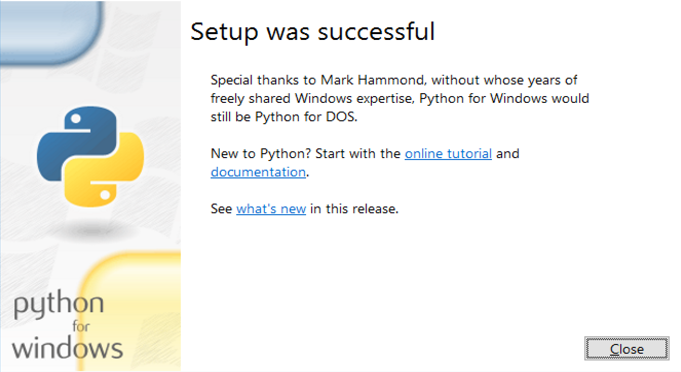 Setup was successful
Special thanks to Mark Hammond, without whose years of
freely shared Windows expertise, Python for Windows would
still be Python for DOS.
New to Python? Start with the online tutorial and
documentation.
See what's new in this release.
python
for
windows
Close